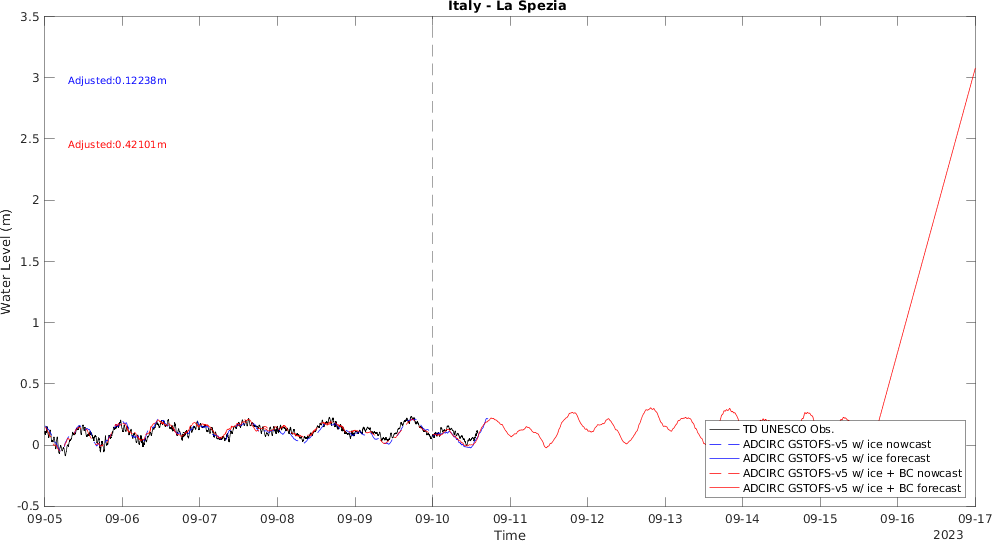 Italy - La Spezia
Water Level (m)
3.5
3
2.5
2
1.5
1
0.5
0
-0.5
Adjusted:0.12238m
Adjusted:0.42101m
TD UNESCO Obs.
ADCIRC GSTOFS-v5 w/ ice nowcast
ADCIRC GSTOFS-v5 w/ ice forecast
ADCIRC GSTOFS-v5 w/ ice + BC nowcast
ADCIRC GSTOFS-v5 w/ ice + BC forecast
09-05 09-06 09-07 09-08 09-09 09-10 09-11 09-12 09-13 09-14 09-15 09-16 09-17
Time
2023